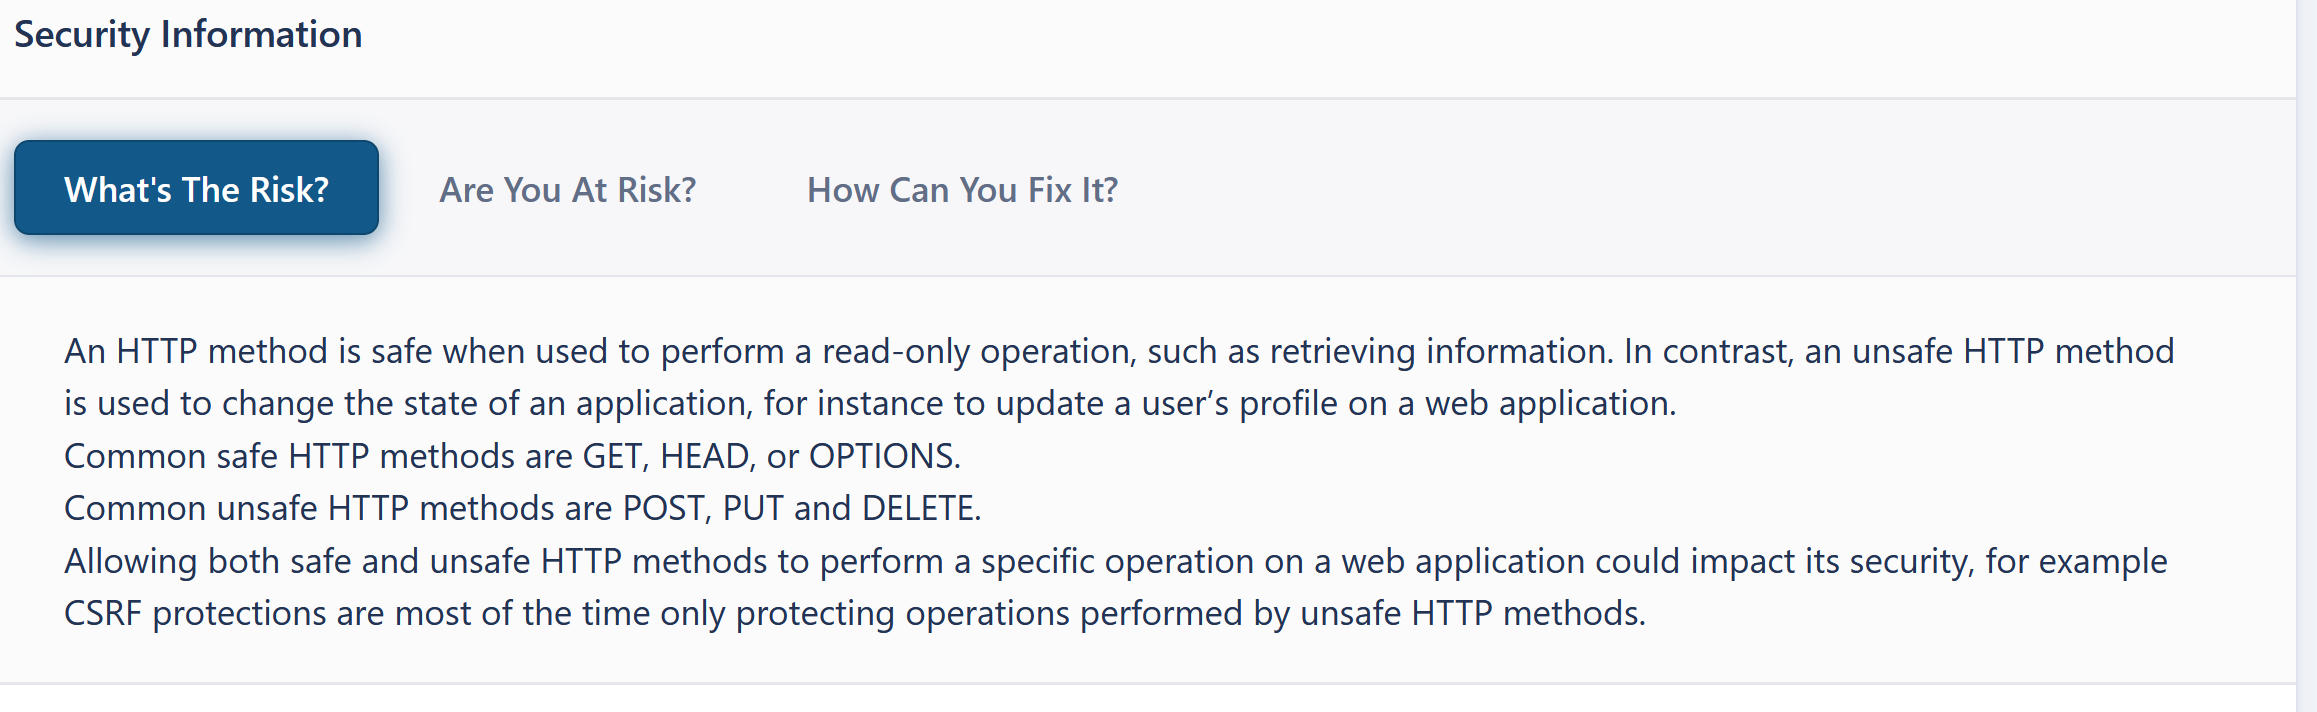 Security Information
What's The Risk?
Are You At Risk?
How Can You Fix It?
An HTTP method is safe when used to perform a read-only operation, such as retrieving information. In contrast, an unsafe HTTP method
is used to change the state of an application, for instance to update a user’s profile on a web application.
Common safe HTTP methods are GET, HEAD, or OPTIONS.
Common unsafe HTTP methods are POST, PUT and DELETE.
Allowing both safe and unsafe HTTP methods to perform a specific operation on a web application could impact its security, for example
CSRF protections are most of the time only protecting operations performed by unsafe HTTP methods.